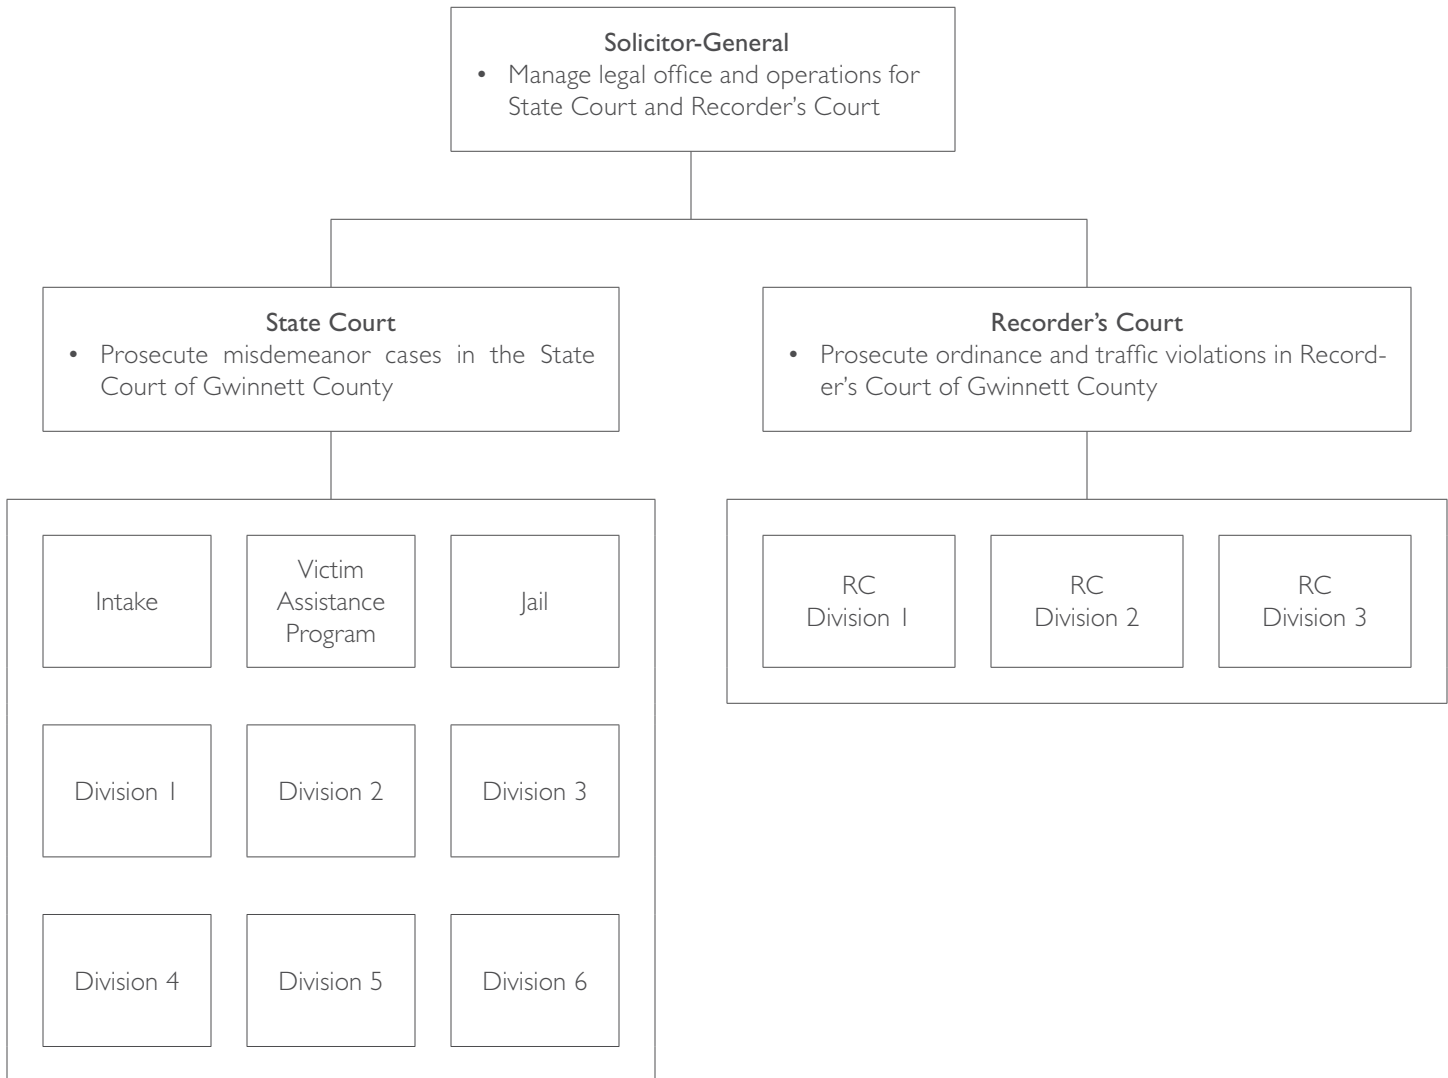 Solicitor-General
• Manage legal office and operations for
State Court and Recorder’s Court
State Court
• Prosecute misdemeanor cases in the State
Court of Gwinnett County
Recorder’s Court
• Prosecute ordinance and traffic violations in Record-
er’s Court of Gwinnett County
Intake
Victim
Assistance
Program
Jail
RC
Division 1
RC
Division 2
RC
Division 3
Division 1
Division 2
Division 3
Division 4
Division 5
Division 6